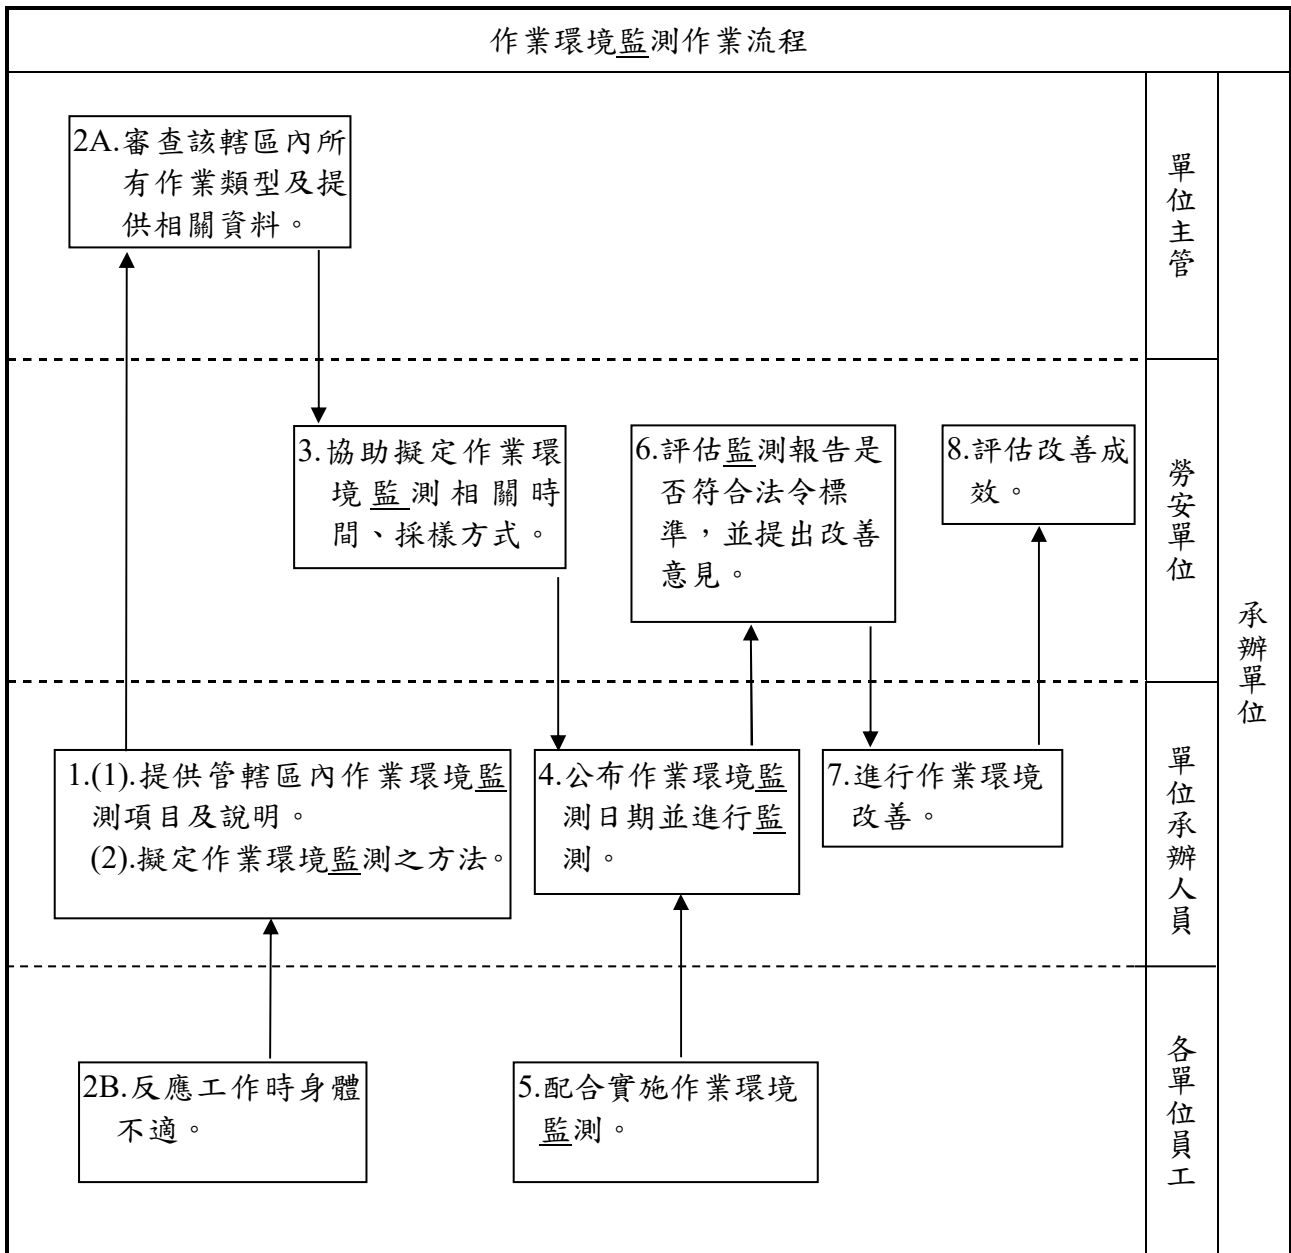 作業環境監測作業流程
2A.審查該轄區內所
有作業類型及提
供相關資料。
單位主管
3.協助擬定作業環
境監測相關時
間、採樣方式。
6.評估監測報告是
否符合法令標
準，並提出改善
意見。
8.評估改善成
效。
勞安單位
承辦單位
1.(1).提供管轄區內作業環境監
測項目及說明。
(2).擬定作業環境監測之方法。
4.公布作業環境監
測日期並進行監
測。
7.進行作業環境
改善。
單位承辦人員
2B.反應工作時身體
不適。
5.配合實施作業環境
監測。
各單位員工